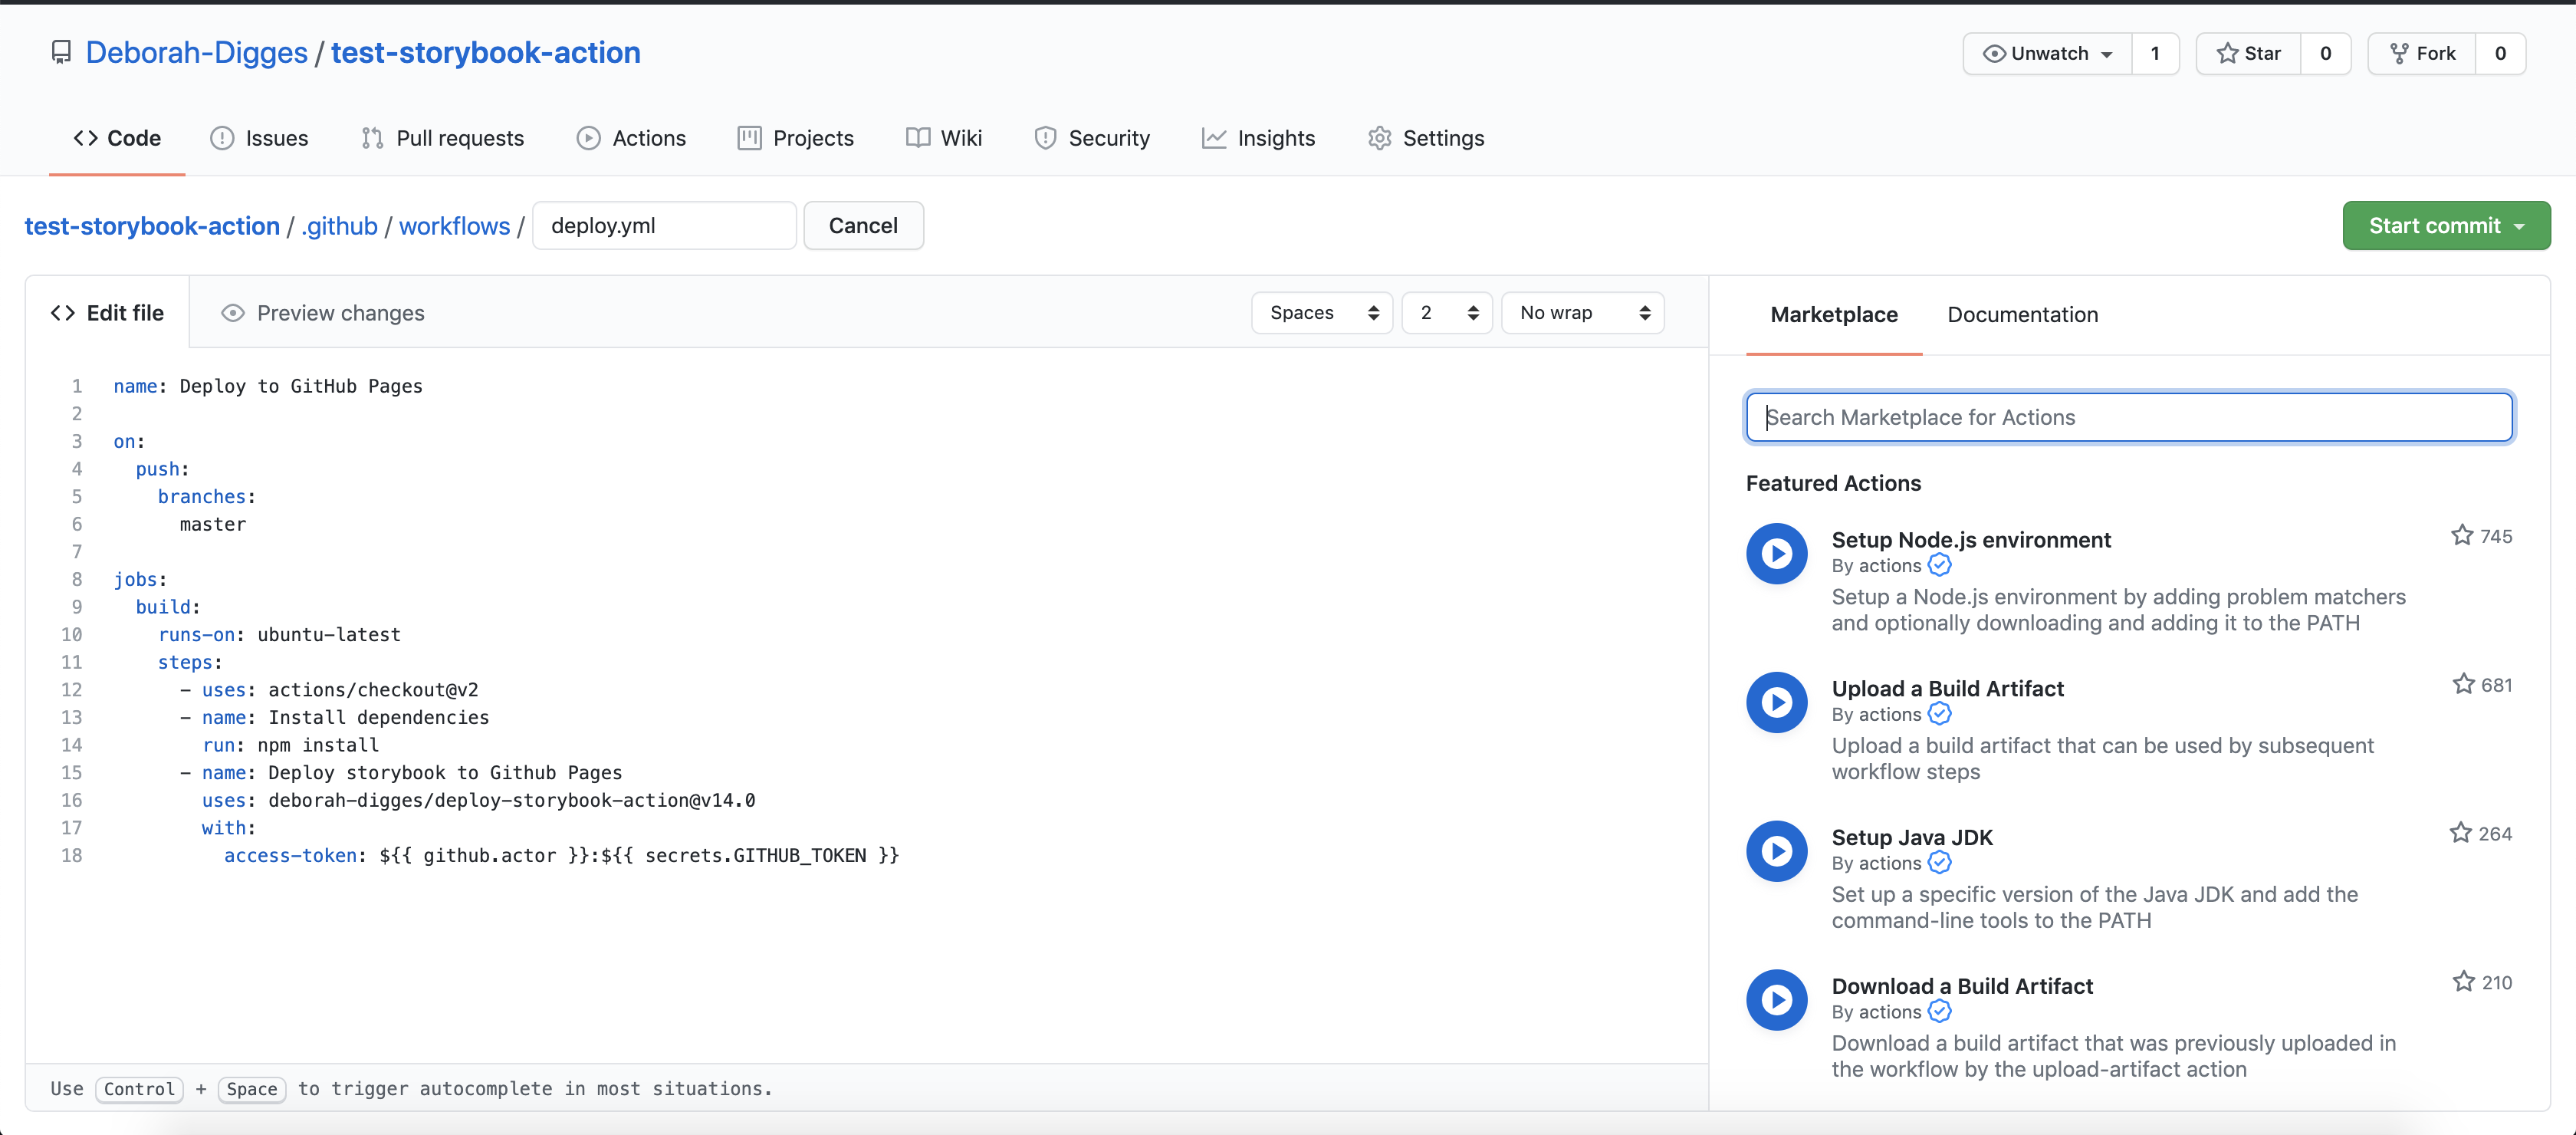 Deborah-Digges / test-storybook-action
Unwatch 1 Star 0 Fork 0
Code Issues Pull requests Actions Projects Wiki Security Insights Settings
test-storybook-action / .github / workflows / deploy.yml Cancel
Start commit
Edit file Preview changes
Spaces 2 No wrap
1 name: Deploy to GitHub Pages
2
3 on:
4 push:
5 branches:
6 master
7
8 jobs:
9 build:
10 runs-on: ubuntu-latest
11 steps:
12 - uses: actions/checkout@v2
13 - name: Install dependencies
14 run: npm install
15 - name: Deploy storybook to Github Pages
16 uses: deborah-digges/deploy-storybook-action@v14.0
17 with:
18 access-token: ${{ github.actor }}:${{ secrets.GITHUB_TOKEN }}
Use Control + Space to trigger autocomplete in most situations.
Marketplace Documentation
Search Marketplace for Actions
Featured Actions
Setup Node.js environment 745
By actions
Setup a Node.js environment by adding problem matchers
and optionally downloading and adding it to the PATH
Upload a Build Artifact 681
By actions
Upload a build artifact that can be used by subsequent
workflow steps
Setup Java JDK 264
By actions
Set up a specific version of the Java JDK and add the
command-line tools to the PATH
Download a Build Artifact 210
By actions
Download a build artifact that was previously uploaded in
the workflow by the upload-artifact action